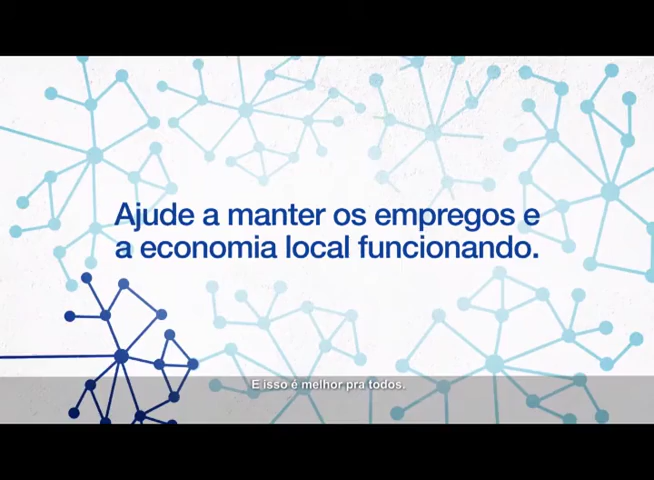 Ajude a manter os empregos e
a economia local funcionando.
E isso é melhor pra todos.